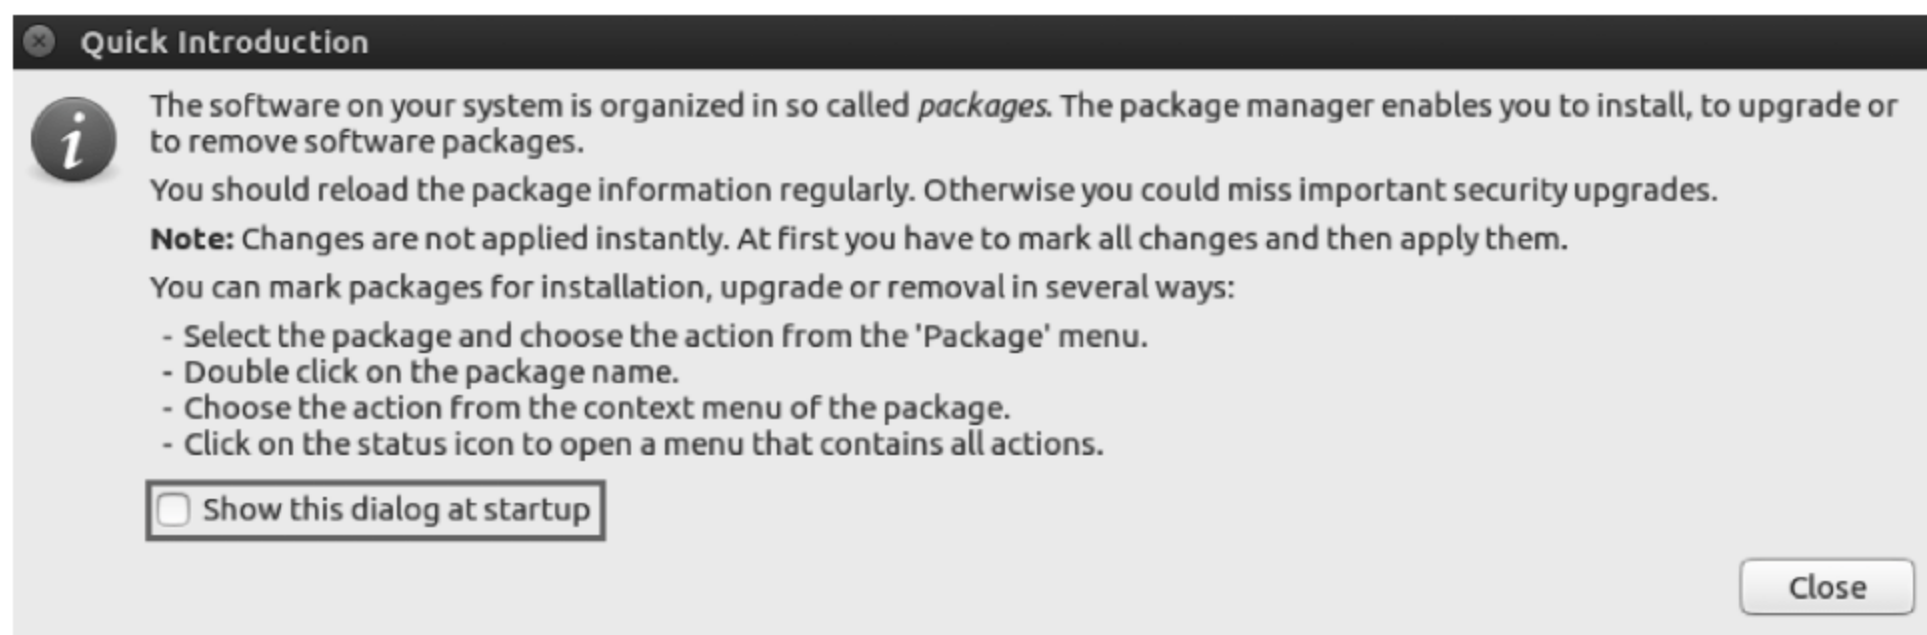 Quick Introduction
The software on your system is organized in so called packages. The package manager enables you to install, to upgrade or
to remove software packages.
You should reload the package information regularly. Otherwise you could miss important security upgrades.
Note: Changes are not applied instantly. At first you have to mark all changes and then apply them.
You can mark packages for installation, upgrade or removal in several ways:
- Select the package and choose the action from the 'Package' menu.
- Double click on the package name.
- Choose the action from the context menu of the package.
- Click on the status icon to open a menu that contains all actions.
Show this dialog at startup
Close